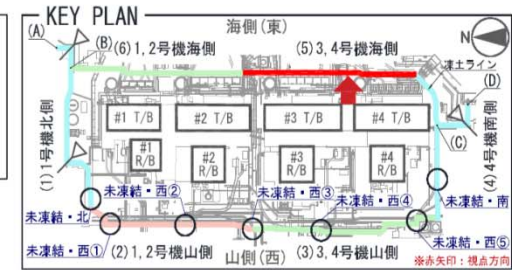 KEY PLAN
海側(東)
N
(A)
(B)
(6)1,2号機海側
(5)3,4号機海側
凍土ライン
(D)
#1 T/B
#2 T/B
#3 T/B
#4 T/B
(C)
(1)1号機北側
#1
R/B
#2
R/B
#3
R/B
#4
R/B
(4)4号機南側
未凍結・西②
未凍結・西③
未凍結・西④
未凍結・南
未凍結・北
未凍結・西①
(2)1,2号機山側
(3)3,4号機山側
未凍結・西⑤
山側(西)
※赤矢印:視点方向